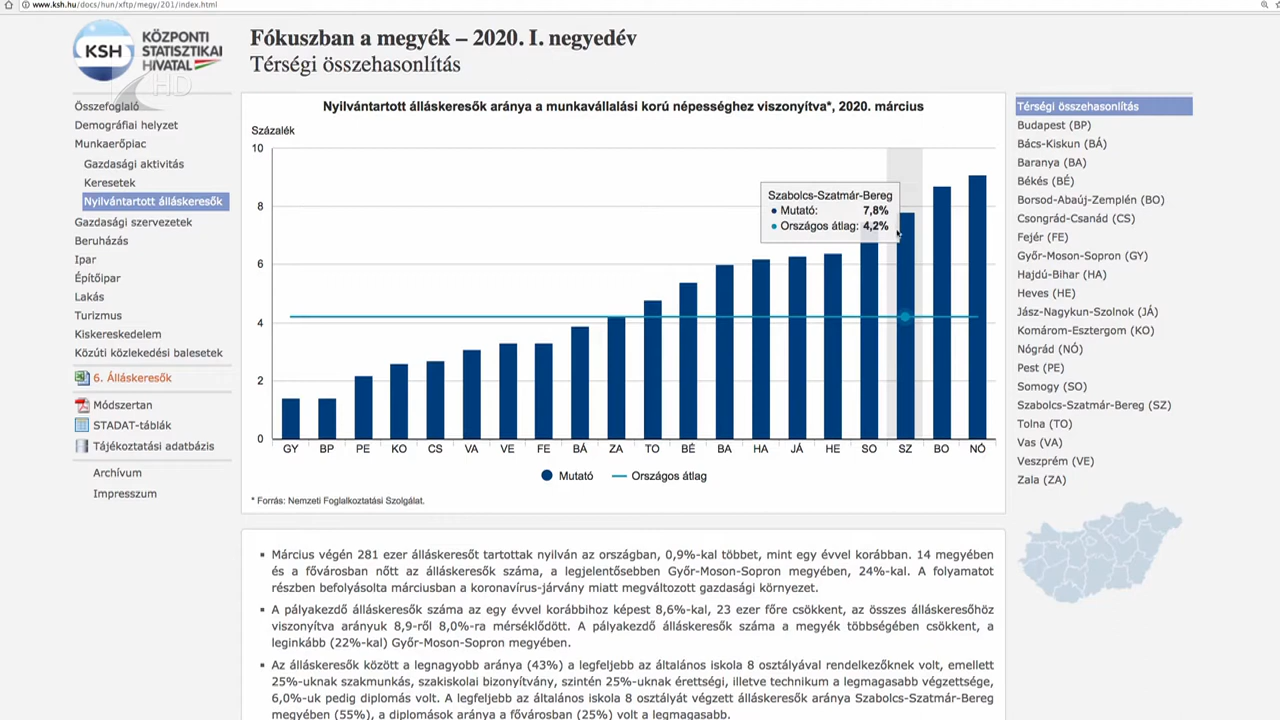 www.ksh.hu/docs/hun/xftp/megy/201/index.html
KSH
KÖZPONTI
STATISZTIKAI
HIVATAL
HD
Fókuszban a megyék – 2020. I. negyedév
Térségi összehasonlítás
Összefoglaló
Demográfiai helyzet
Munkaerőpiac
Gazdasági aktivitás
Keresetek
Nyilvántartott álláskeresők
Gazdasági szervezetek
Beruházás
Ipar
Építőipar
Lakás
Turizmus
Kiskereskedelem
Közúti közlekedési balesetek
6. Álláskeresők
Módszertan
STADAT-táblák
Tájékoztatási adatbázis
Archívum
Impresszum
Nyilvántartott álláskeresők aránya a munkavállalási korú népességhez viszonyítva*, 2020. március
Százalék
10
8
6
4
2
0
Szabolcs-Szatmár-Bereg
Mutató: 7,8%
Országos átlag: 4,2%
GY BP PE KO CS VA VE FE BÁ ZA TO BÉ BA HA JÁ HE SO SZ BO NÓ
Mutató Országos átlag
* Forrás: Nemzeti Foglalkoztatási Szolgálat.
▪ Március végén 281 ezer álláskeresőt tartottak nyilván az országban, 0,9%-kal többet, mint egy évvel korábban. 14 megyében
és a fővárosban nőtt az álláskeresők száma, a legjelentősebben Győr-Moson-Sopron megyében, 24%-kal. A folyamatot
részben befolyásolta márciusban a koronavírus-járvány miatt megváltozott gazdasági környezet.
▪ A pályakezdő álláskeresők száma az egy évvel korábbihoz képest 8,6%-kal, 23 ezer főre csökkent, az összes álláskeresőhöz
viszonyítva arányuk 8,9-ről 8,0%-ra mérséklődött. A pályakezdő álláskeresők száma a megyék többségében csökkent, a
leginkább (22%-kal) Győr-Moson-Sopron megyében.
▪ Az álláskeresők között a legnagyobb aránya (43%) a legfeljebb az általános iskola 8 osztályával rendelkezőknek volt, emellett
25%-uknak szakmunkás, szakiskolai bizonyítvány, szintén 25%-uknak érettségi, illetve technikum a legmagasabb végzettsége,
6,0%-uk pedig diplomás volt. A legfeljebb az általános iskola 8 osztályát végzett álláskeresők aránya Szabolcs-Szatmár-Bereg
megyében (55%), a diplomások aránya a fővárosban (25%) volt a legmagasabb.
Térségi összehasonlítás
Budapest (BP)
Bács-Kiskun (BÁ)
Baranya (BA)
Békés (BÉ)
Borsod-Abaúj-Zemplén (BO)
Csongrád-Csanád (CS)
Fejér (FE)
Győr-Moson-Sopron (GY)
Hajdú-Bihar (HA)
Heves (HE)
Jász-Nagykun-Szolnok (JÁ)
Komárom-Esztergom (KO)
Nógrád (NÓ)
Pest (PE)
Somogy (SO)
Szabolcs-Szatmár-Bereg (SZ)
Tolna (TO)
Vas (VA)
Veszprém (VE)
Zala (ZA)